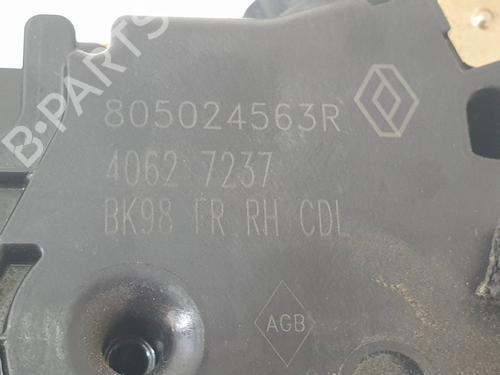 805024563R
4062 7237
BK98 FR RH CDL
AGB
B-PARTS